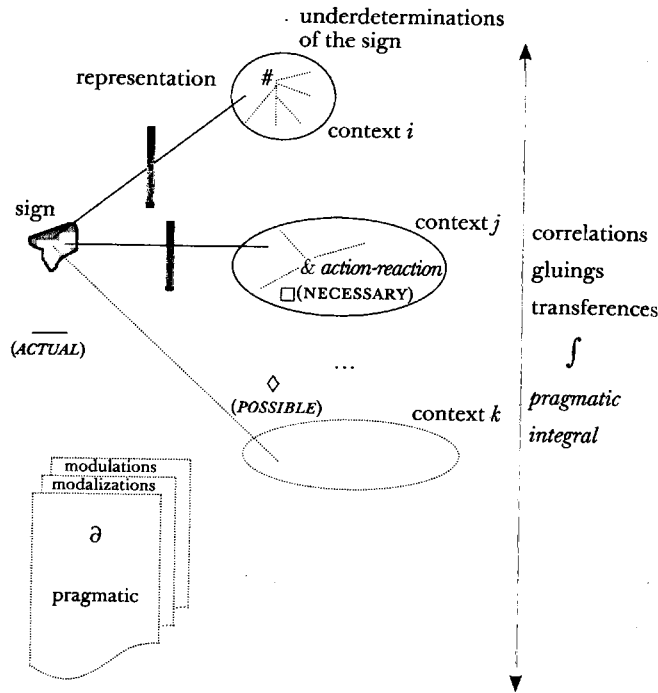 underdeterminations
of the sign
representation
#
context i
sign
context j
& action-reaction
□(NECESSARY)
correlations
gluings
transferences
∫
pragmatic
integral
(ACTUAL)
...
◇
(POSSIBLE)
context k
modulations
modalizations
∂
pragmatic